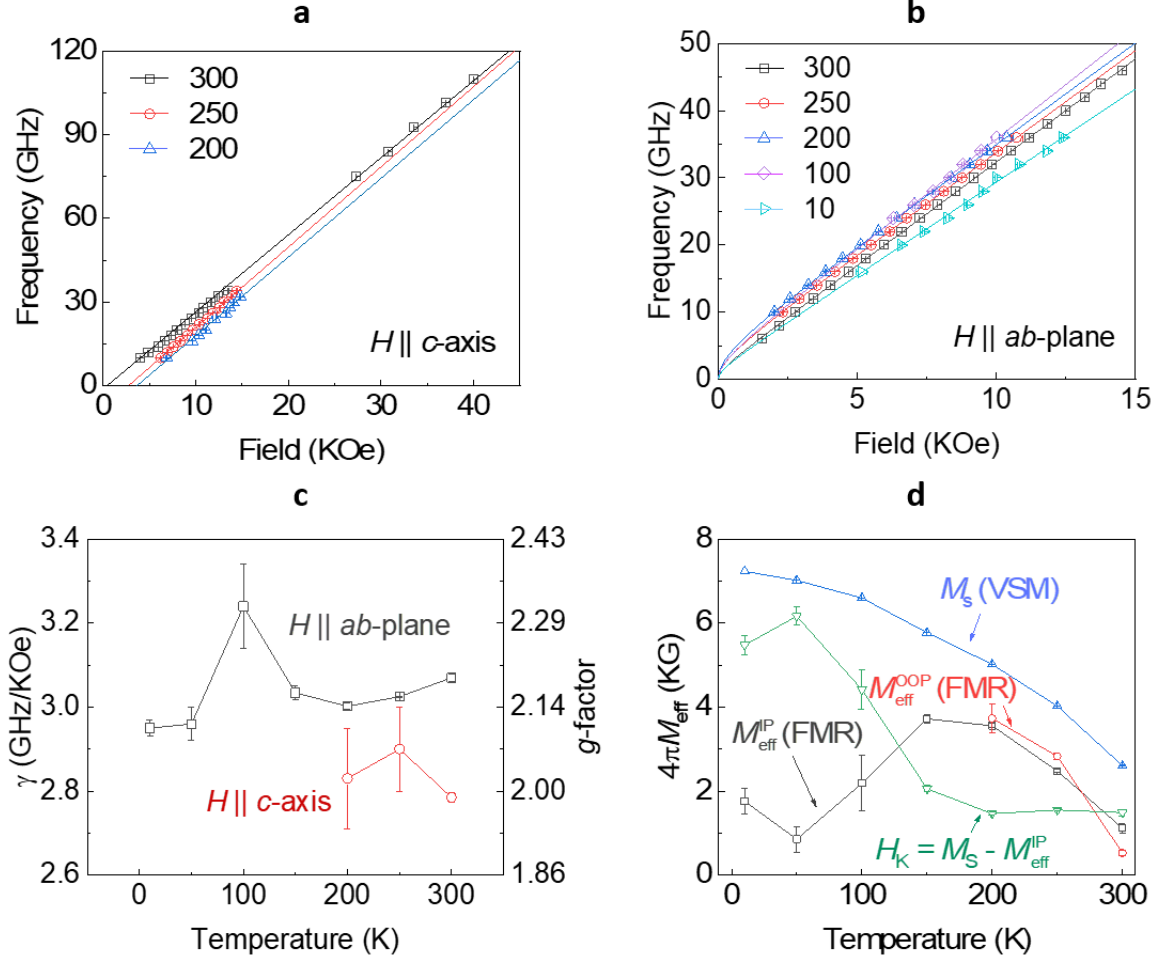 a
120
90
60
30
0
Frequency (GHz)
300
250
200
H || c-axis
0 10 20 30 40
Field (KOe)
b
50
40
30
20
10
0
Frequency (GHz)
300
250
200
100
10
H || ab-plane
0 5 10 15
Field (KOe)
c
3.4
3.2
3.0
2.8
2.6
γ (GHz/KOe)
2.43
2.29
2.14
2.00
1.86
g-factor
H || ab-plane
H || c-axis
0 100 200 300
Temperature (K)
d
8
6
4
2
0
4πMeff (KG)
Ms (VSM)
MeffOOP (FMR)
MeffIP (FMR)
HK = MS - MeffIP
0 50 100 150 200 250 300
Temperature (K)